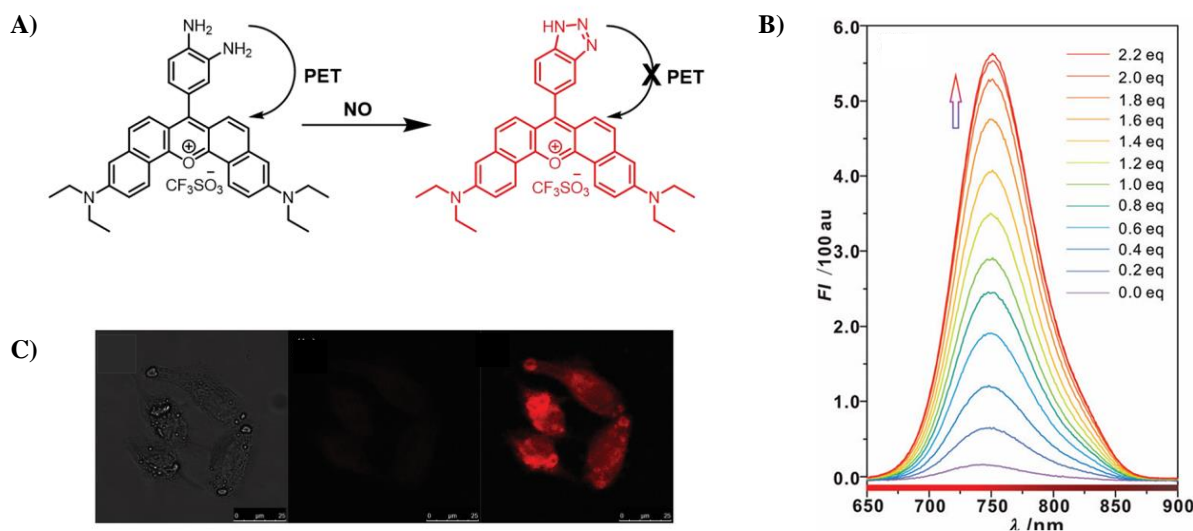 A)
NH₂
NH₂
PET
NO
HN
N
N
X PET
O
⊕
CF₃SO₃
⊖
N
N
O
⊕
CF₃SO₃
⊖
N
N
B)
FI /100 au
6.0
5.0
4.0
3.0
2.0
1.0
0.0
2.2 eq
2.0 eq
1.8 eq
1.6 eq
1.4 eq
1.2 eq
1.0 eq
0.8 eq
0.6 eq
0.4 eq
0.2 eq
0.0 eq
650 700 750 800 850 900
λ /nm
C)
0 µm 25
0 µm 25
0 µm 25